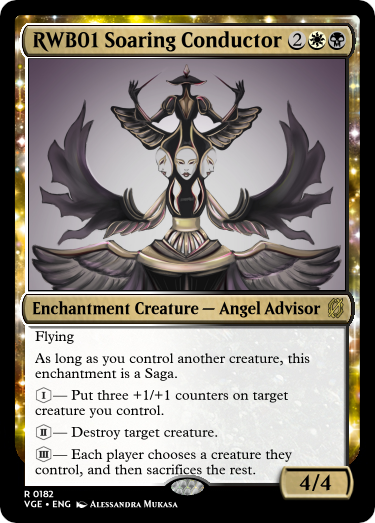 RWB01 Soaring Conductor 2
Enchantment Creature — Angel Advisor
Flying
As long as you control another creature, this
enchantment is a Saga.
I — Put three +1/+1 counters on target
creature you control.
II — Destroy target creature.
III — Each player chooses a creature they
control, and then sacrifices the rest.
4/4
R 0182
VGE • ENG Alessandra Mukasa